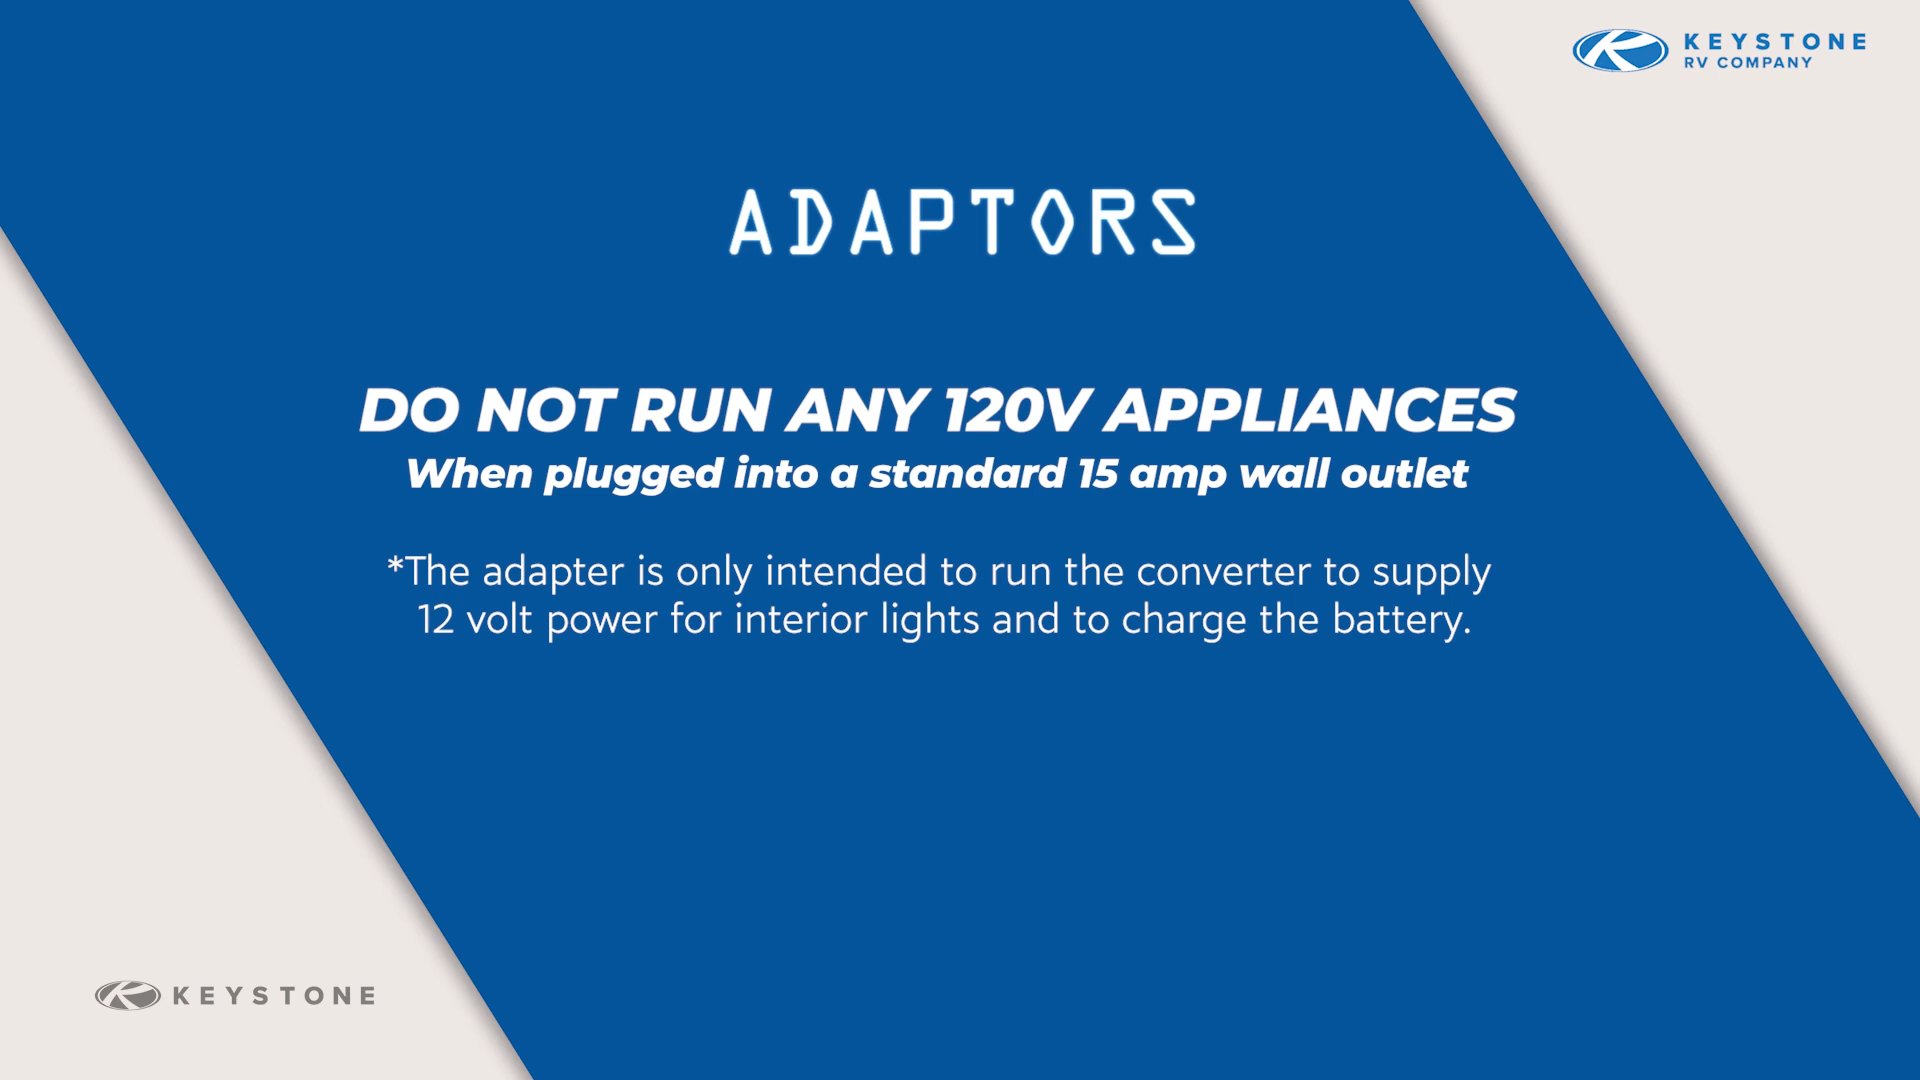 KEYSTONE
RV COMPANY
ADAPTORS
DO NOT RUN ANY 120V APPLIANCES
When plugged into a standard 15 amp wall outlet
*The adapter is only intended to run the converter to supply
12 volt power for interior lights and to charge the battery.
KEYSTONE